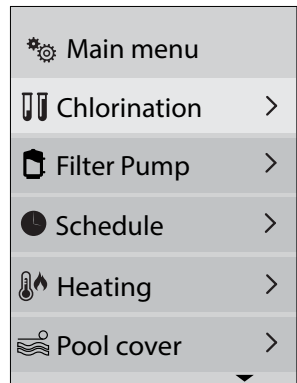 Main menu
Chlorination
Filter Pump
Schedule
Heating
Pool cover